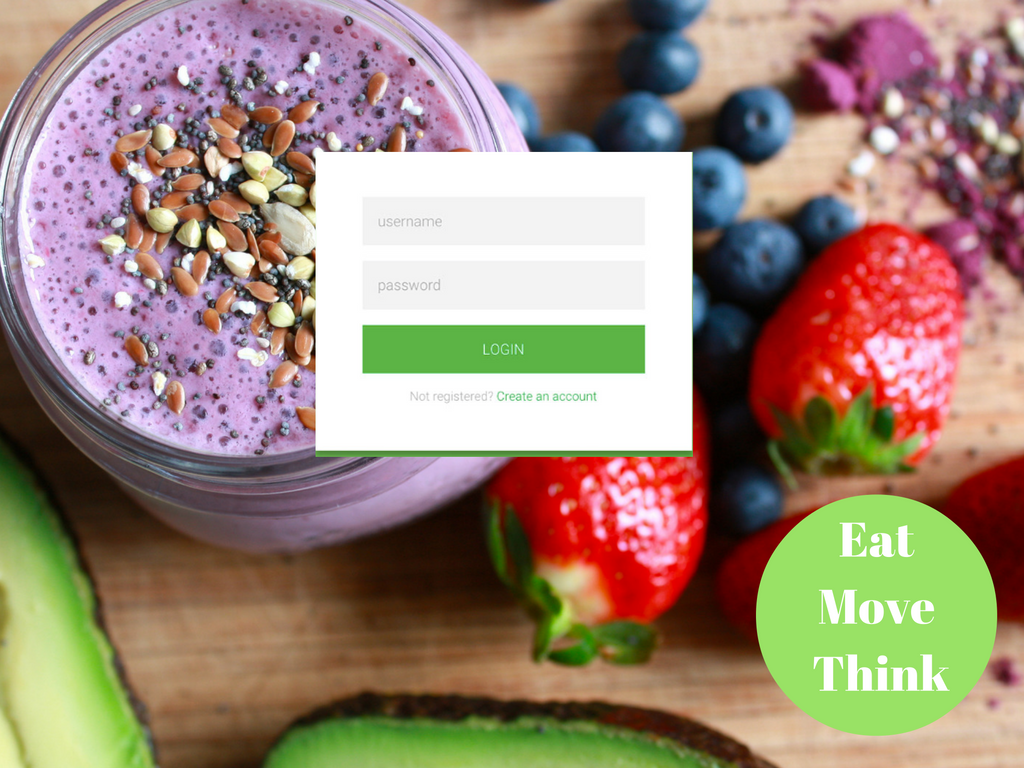 username
password
LOGIN
Not registered? Create an account
Eat
Move
Think